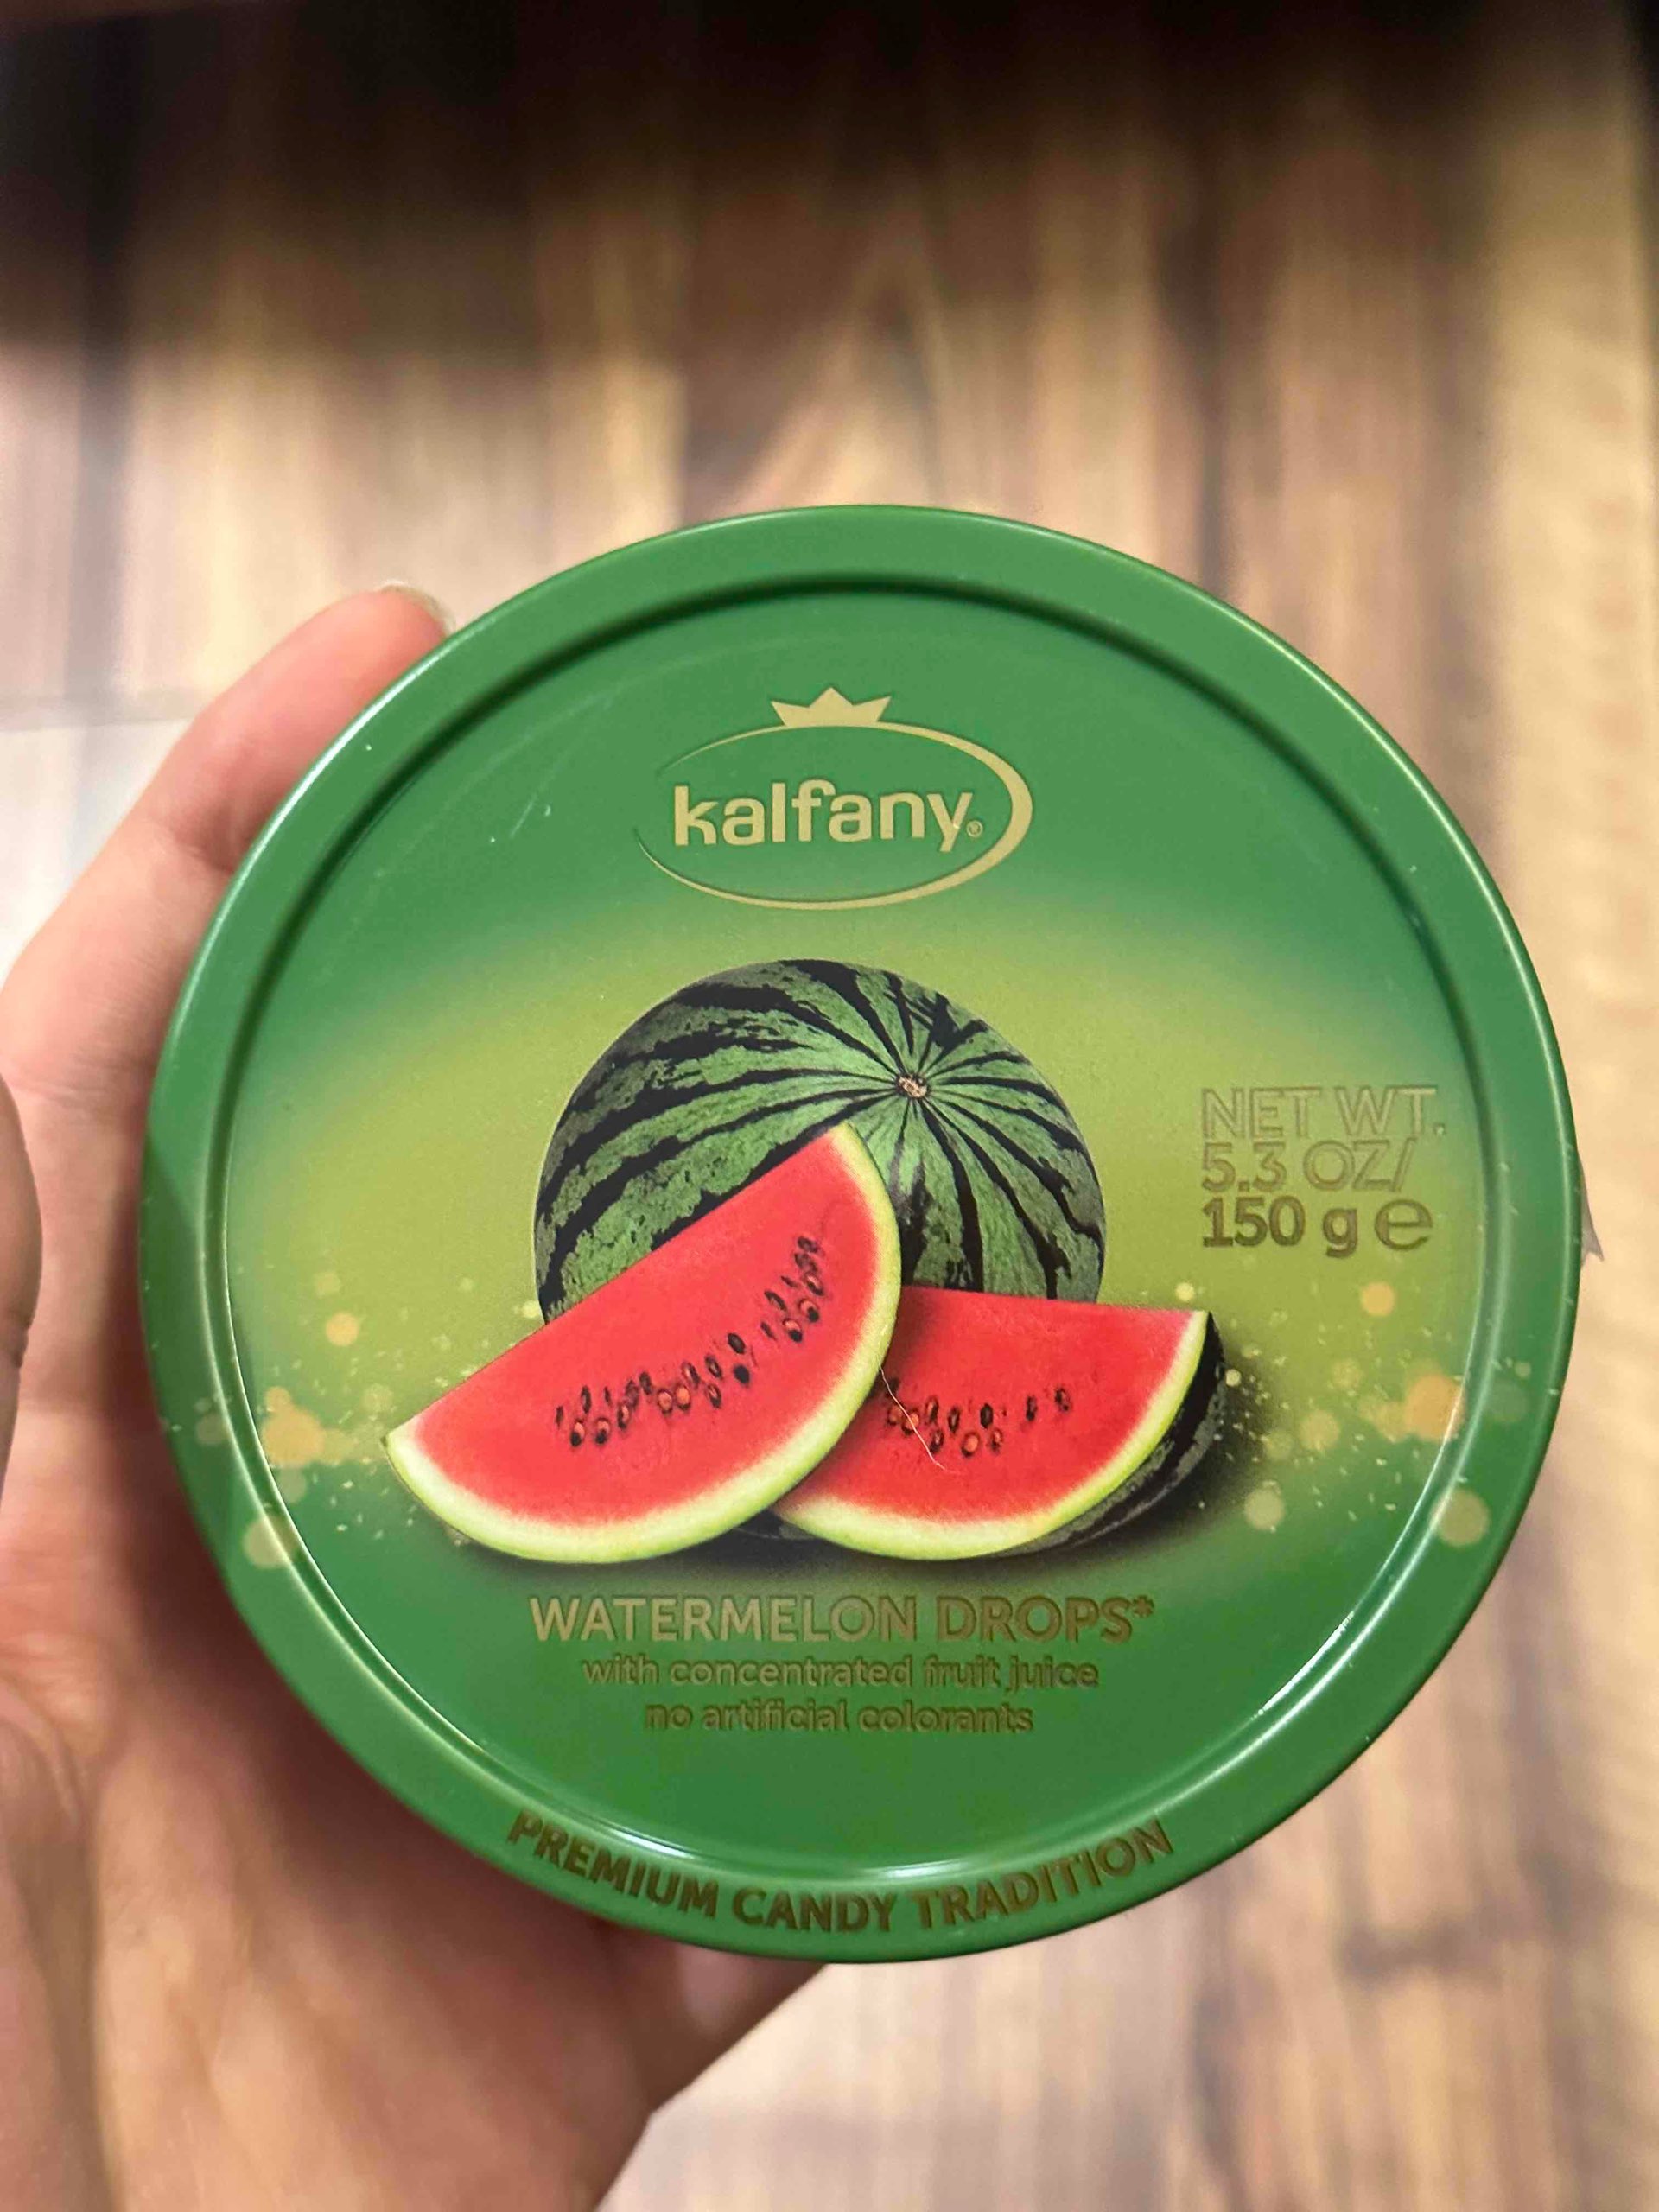 kalfany®
NET WT.
5.3 OZ/
150 g ℮
WATERMELON DROPS*
with concentrated fruit juice
no artificial colorants
PREMIUM CANDY TRADITION